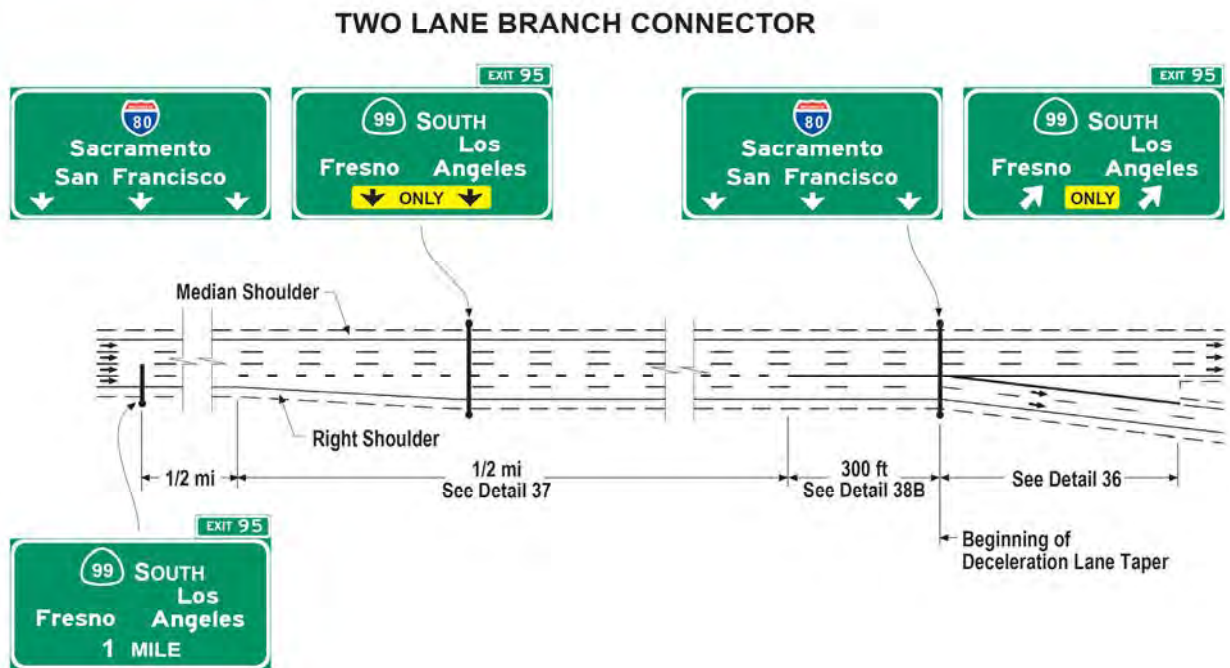 TWO LANE BRANCH CONNECTOR
80
Sacramento
San Francisco
EXIT 95
99 SOUTH
Los
Fresno Angeles
ONLY
80
Sacramento
San Francisco
EXIT 95
99 SOUTH
Los
Fresno Angeles
ONLY
Median Shoulder
Right Shoulder
1/2 mi
1/2 mi
See Detail 37
300 ft
See Detail 38B
See Detail 36
Beginning of
Deceleration Lane Taper
EXIT 95
99 SOUTH
Los
Fresno Angeles
1 MILE